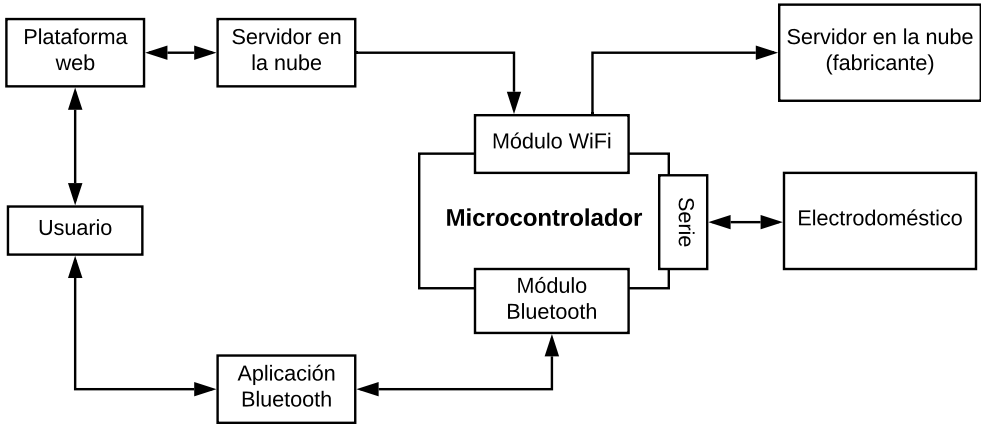 Plataforma
web
Servidor en
la nube
Servidor en la nube
(fabricante)
Módulo WiFi
Usuario
Microcontrolador
Serie
Electrodoméstico
Módulo
Bluetooth
Aplicación
Bluetooth